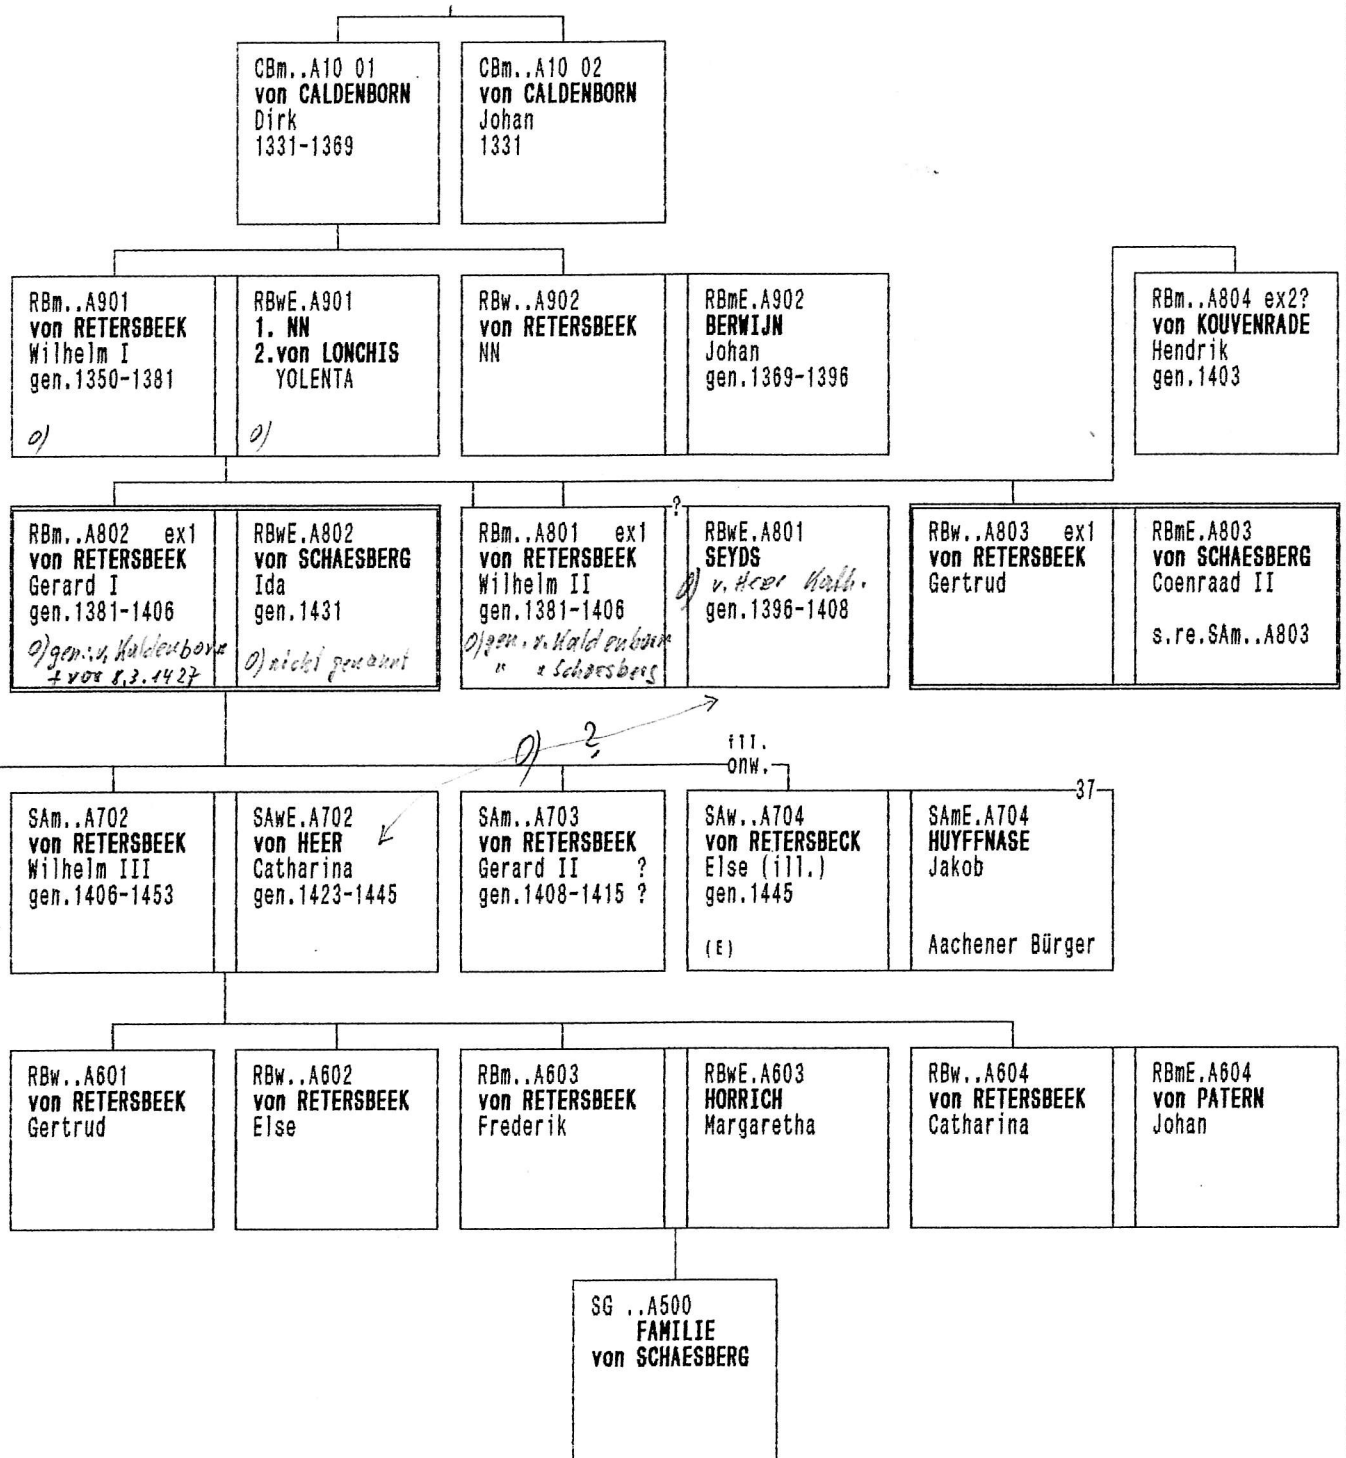 CBm..A10 01
von CALDENBORN
Dirk
1331-1369
CBm..A10 02
von CALDENBORN
Johan
1331
RBm..A901
von RETERSBEEK
Wilhelm I
gen.1350-1381
o)
RBwE.A901
1. NN
2.von LONCHIS
YOLENTA
o)
RBw..A902
von RETERSBEEK
NN
RBmE.A902
BERWIJN
Johan
gen.1369-1396
RBm..A804 ex2?
von KOUVENRADE
Hendrik
gen.1403
RBm..A802 ex1
von RETERSBEEK
Gerard I
gen.1381-1406
o) gen. v. Kaldenborn
+ vor 8.3.1427
RBwE.A802
von SCHAESBERG
Ida
gen.1431
o) nicht genannt
RBm..A801 ex1
von RETERSBEEK
Wilhelm II
gen.1381-1406
o) gen. v. Kaldenborn
" " Schaesberg
?
RBwE.A801
SEYDS
o) v. Heer Kath.
gen.1396-1408
RBw..A803 ex1
von RETERSBEEK
Gertrud
RBmE.A803
von SCHAESBERG
Coenraad II
s.re.SAm..A803
o) ?
ill.
onw.
SAm..A702
von RETERSBEEK
Wilhelm III
gen.1406-1453
SAwE.A702
von HEER
Catharina
gen.1423-1445
SAm..A703
von RETERSBEEK
Gerard II ?
gen.1408-1415 ?
SAw..A704
von RETERSBECK
Else (ill.)
gen.1445
(E)
37
SAmE.A704
HUYFFNASE
Jakob
Aachener Bürger
RBw..A601
von RETERSBEEK
Gertrud
RBw..A602
von RETERSBEEK
Else
RBm..A603
von RETERSBEEK
Frederik
RBwE.A603
HORRICH
Margaretha
RBw..A604
von RETERSBEEK
Catharina
RBmE.A604
von PATERN
Johan
SG ..A500
FAMILIE
von SCHAESBERG